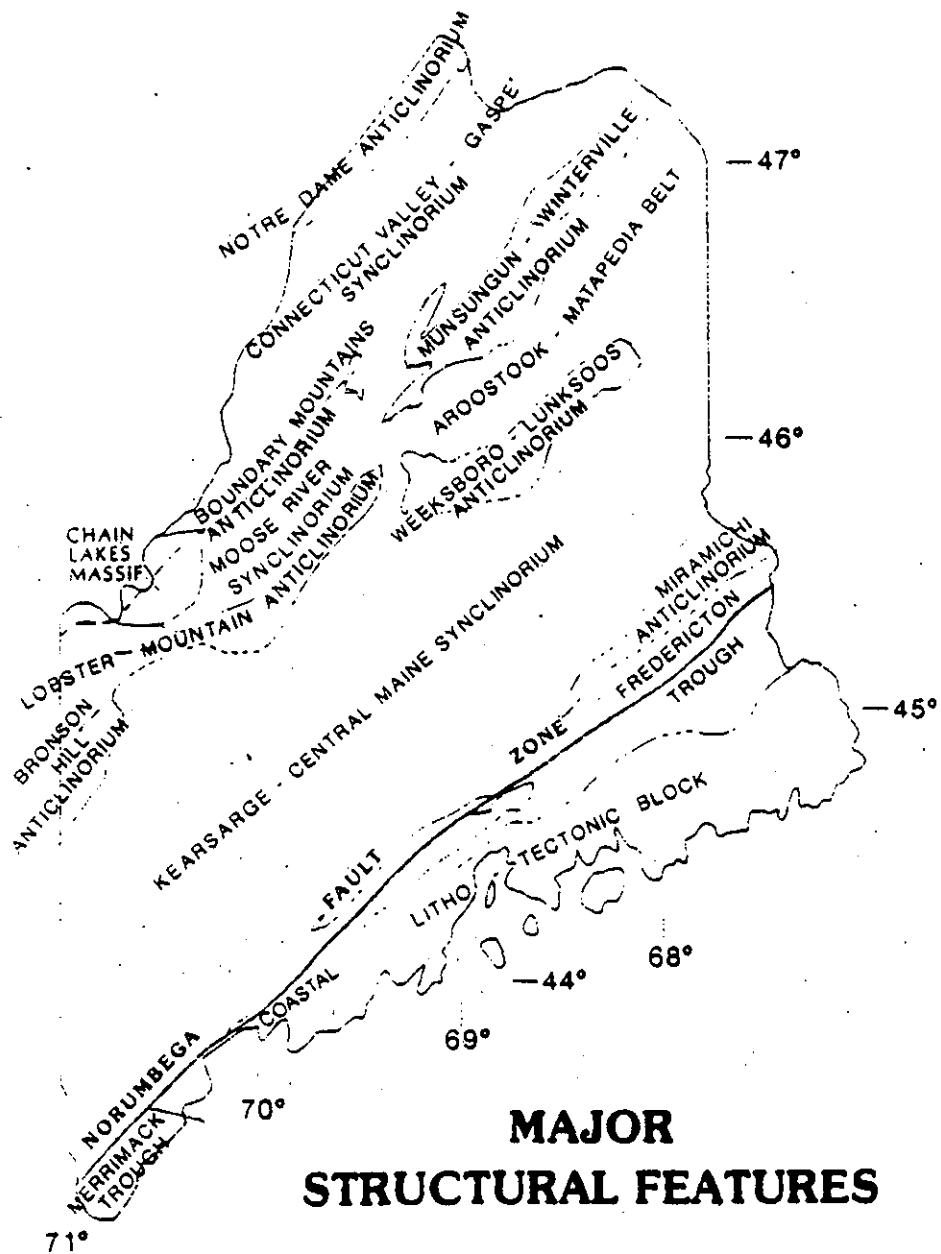 NOTRE DAME ANTICLINORIUM
CONNECTICUT VALLEY - GASPE'
SYNCLINORIUM
MUNSUNGUN - WINTERVILLE
ANTICLINORIUM
—47°
AROOSTOOK - MATAPEDIA BELT
BOUNDARY MOUNTAINS
ANTICLINORIUM
—46°
WEEKSBORO - LUNKSOOS
ANTICLINORIUM
MOOSE RIVER
SYNCLINORIUM
CHAIN
LAKES
MASSIF
LOBSTER - MOUNTAIN ANTICLINORIUM
MIRAMICHI
ANTICLINORIUM
FREDERICTON
TROUGH
—45°
BRONSON
HILL
ANTICLINORIUM
KEARSARGE - CENTRAL MAINE SYNCLINORIUM
NORUMBEGA FAULT ZONE
COASTAL LITHO - TECTONIC BLOCK
68°
—44°
69°
70°
MERRIMACK
TROUGH
71°
MAJOR
STRUCTURAL FEATURES